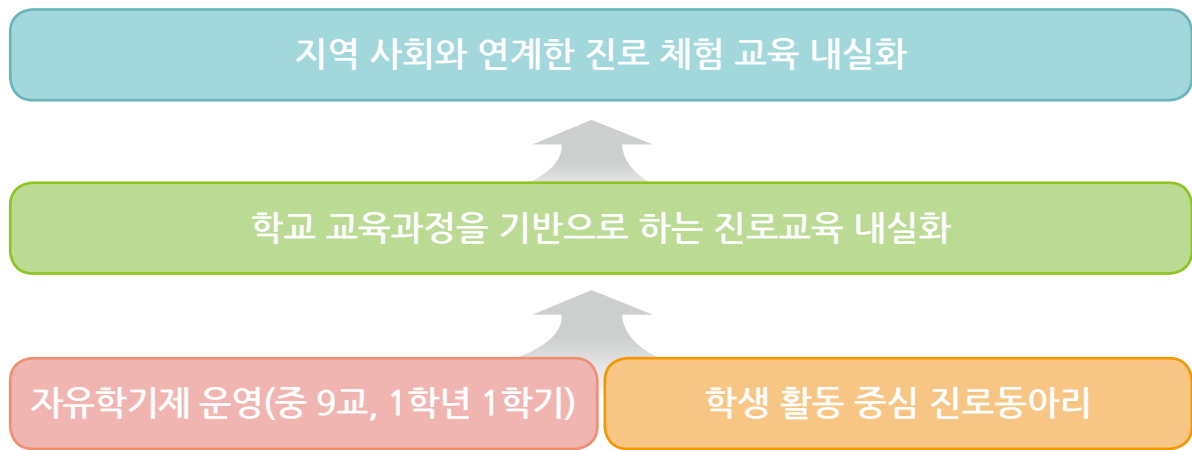 지역 사회와 연계한 진로 체험 교육 내실화
학교 교육과정을 기반으로 하는 진로교육 내실화
자유학기제 운영(중 9교, 1학년 1학기)
학생 활동 중심 진로동아리